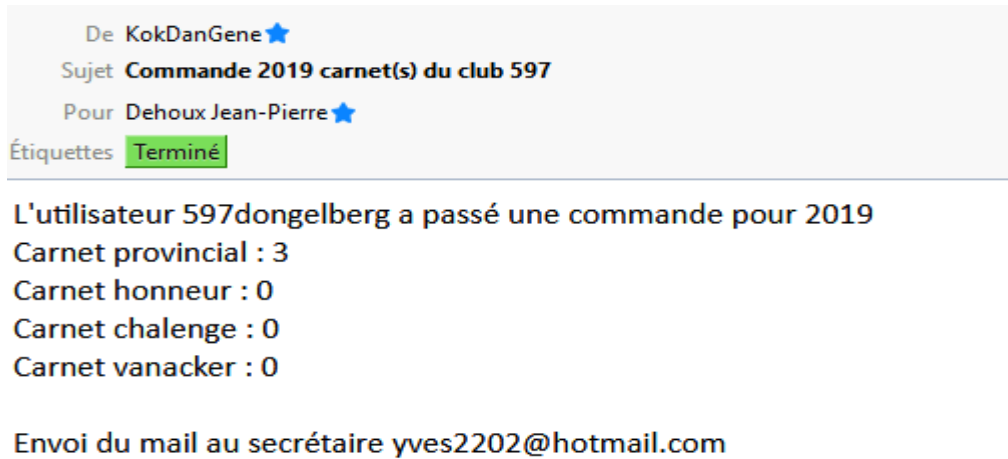 De KokDanGene
Sujet Commande 2019 carnet(s) du club 597
Pour Dehoux Jean-Pierre
Étiquettes Terminé
L'utilisateur 597dongelberg a passé une commande pour 2019
Carnet provincial : 3
Carnet honneur : 0
Carnet chalenge : 0
Carnet vanacker : 0
Envoi du mail au secrétaire yves2202@hotmail.com